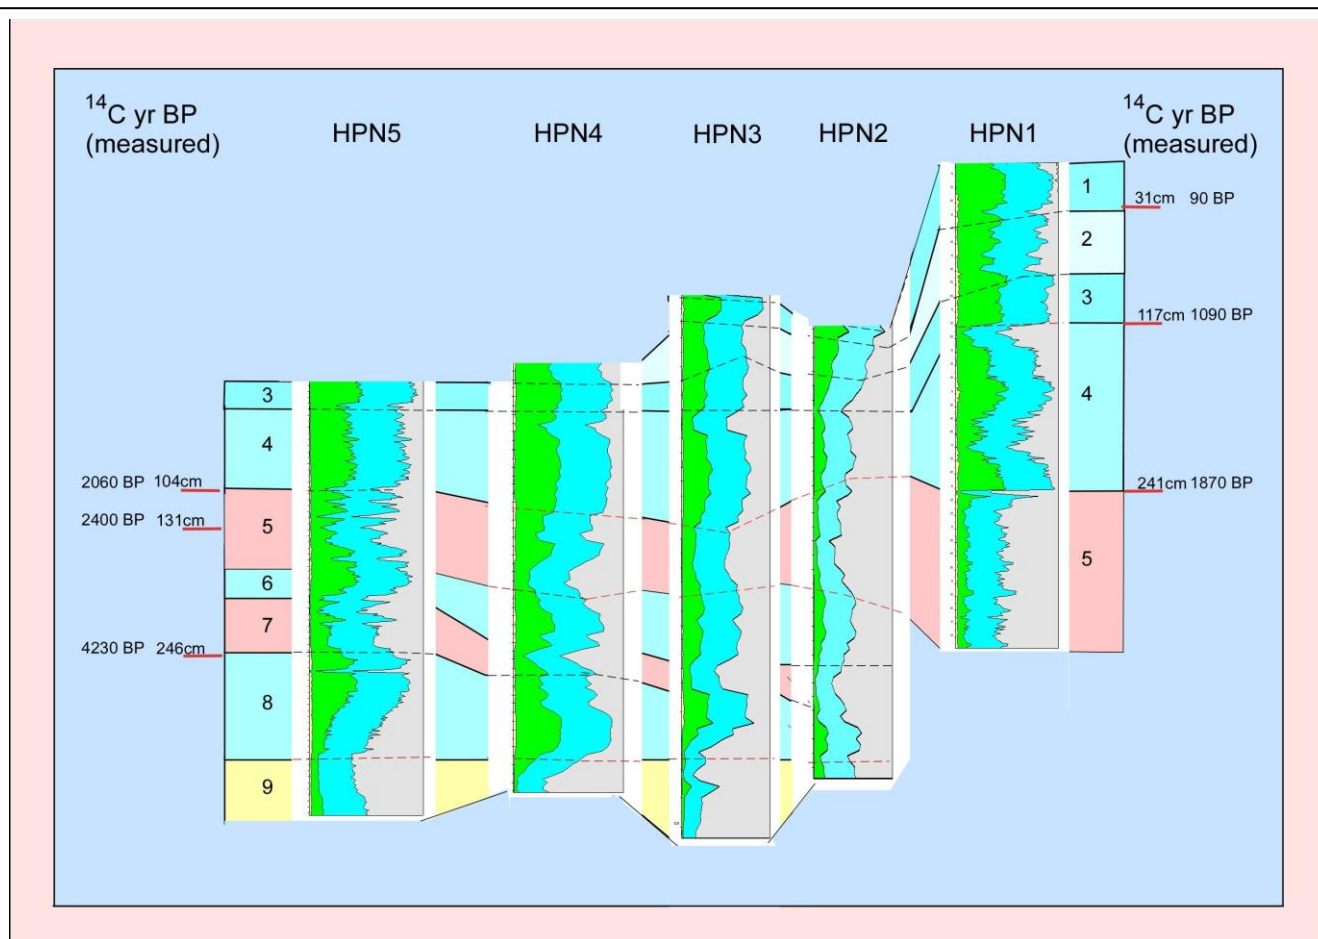 14C yr BP
(measured)
HPN5
HPN4
HPN3
HPN2
HPN1
14C yr BP
(measured)
1
31cm 90 BP
2
3
117cm 1090 BP
3
4
4
2060 BP 104cm
241cm 1870 BP
2400 BP 131cm
5
5
6
7
4230 BP 246cm
8
9